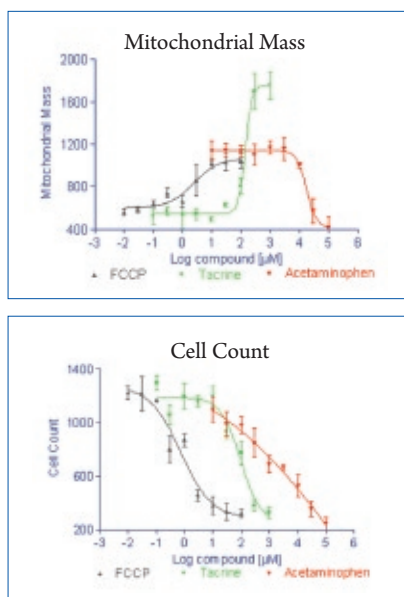 Mitochondrial Mass
2000
1600
1200
800
400
Mitochondrial Mass
-3 -2 -1 0 1 2 3 4 5 6
Log compound [µM]
FCCP Tacrine Acetaminophen
Cell Count
1400
1000
600
200
Cell Count
-3 -2 -1 0 1 2 3 4 5 6
Log compound [µM]
FCCP Tacrine Acetaminophen